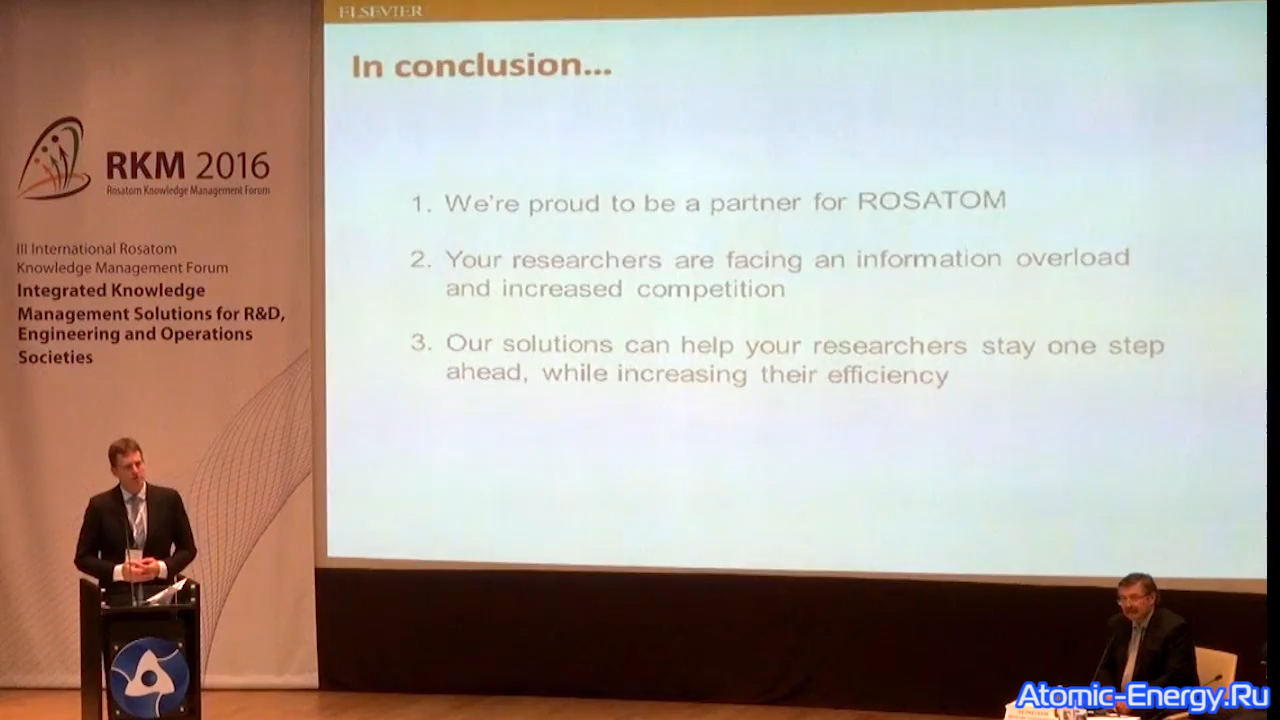 ELSEVIER
In conclusion...
1. We're proud to be a partner for ROSATOM
2. Your researchers are facing an information overload
and increased competition
3. Our solutions can help your researchers stay one step
ahead, while increasing their efficiency
RKM 2016
Rosatom Knowledge Management Forum
III International Rosatom
Knowledge Management Forum
Integrated Knowledge
Management Solutions for R&D,
Engineering and Operations
Societies
Atomic-Energy.Ru